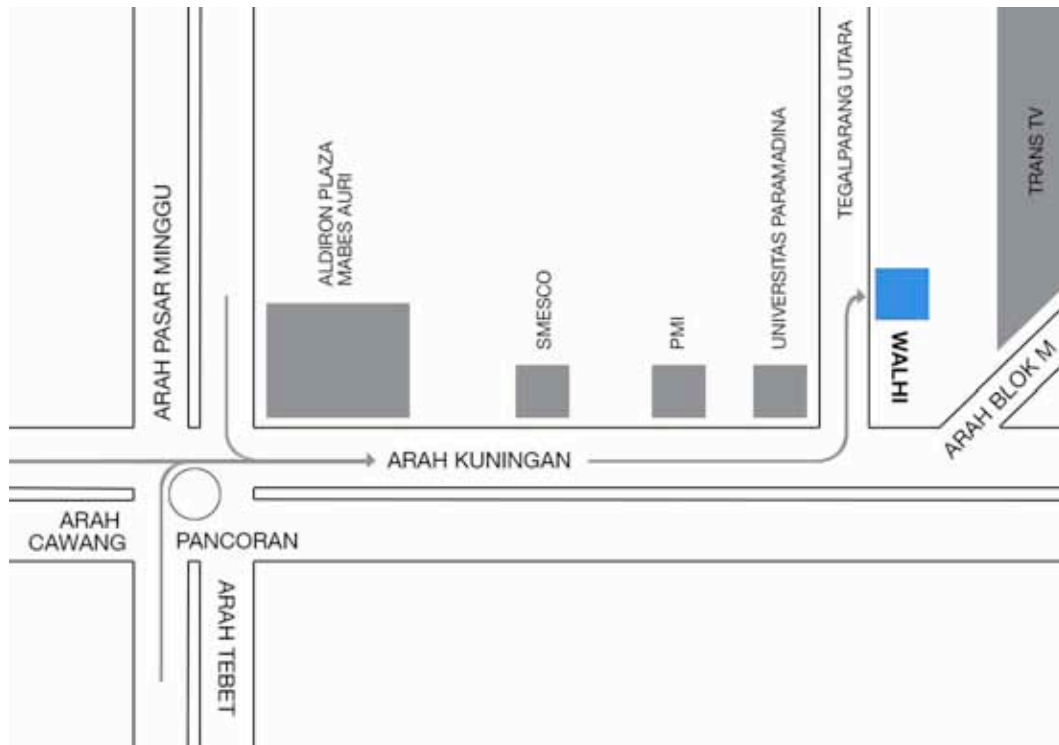 ARAH PASAR MINGGU
ALDIRON PLAZA
MABES AURI
SMESCO
PMI
UNIVERSITAS PARAMADINA
TEGALPARANG UTARA
TRANS TV
WALHI
ARAH BLOK M
ARAH KUNINGAN
ARAH
CAWANG
PANCORAN
ARAH TEBET